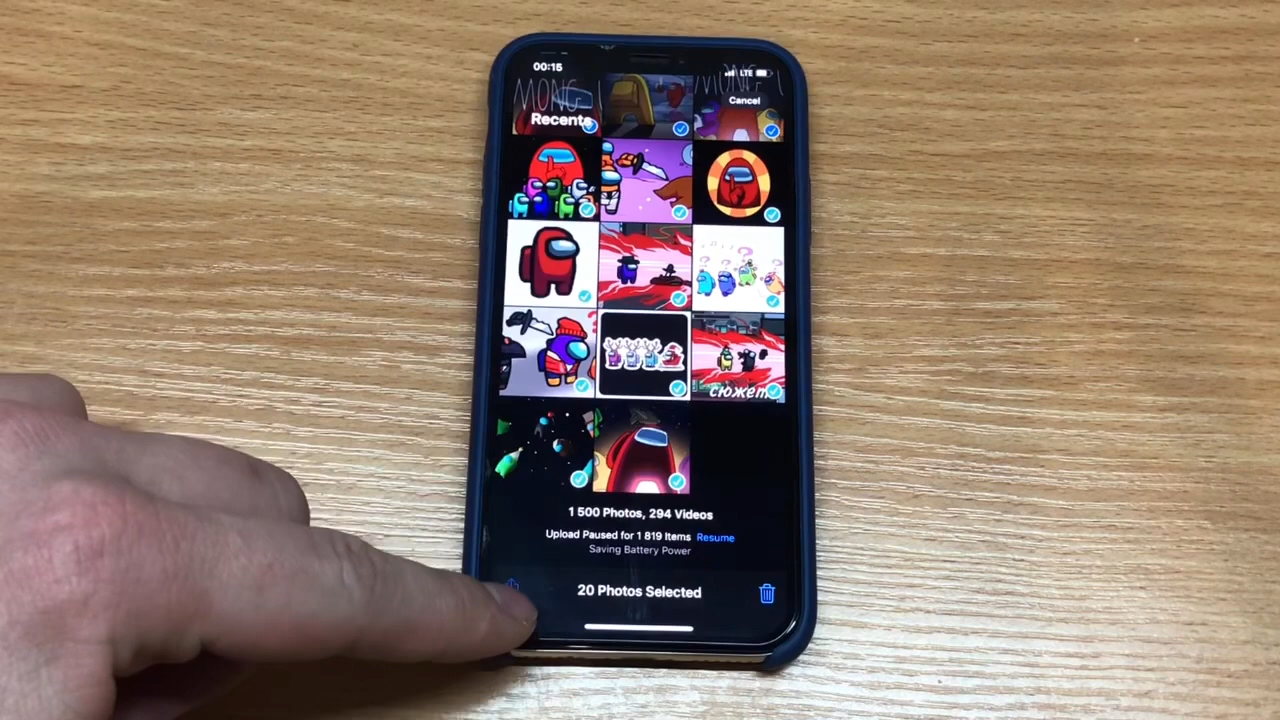 00:15
LTE
MONG
Recents
Cancel
сюжет
1 500 Photos, 294 Videos
Upload Paused for 1 819 Items Resume
Saving Battery Power
20 Photos Selected